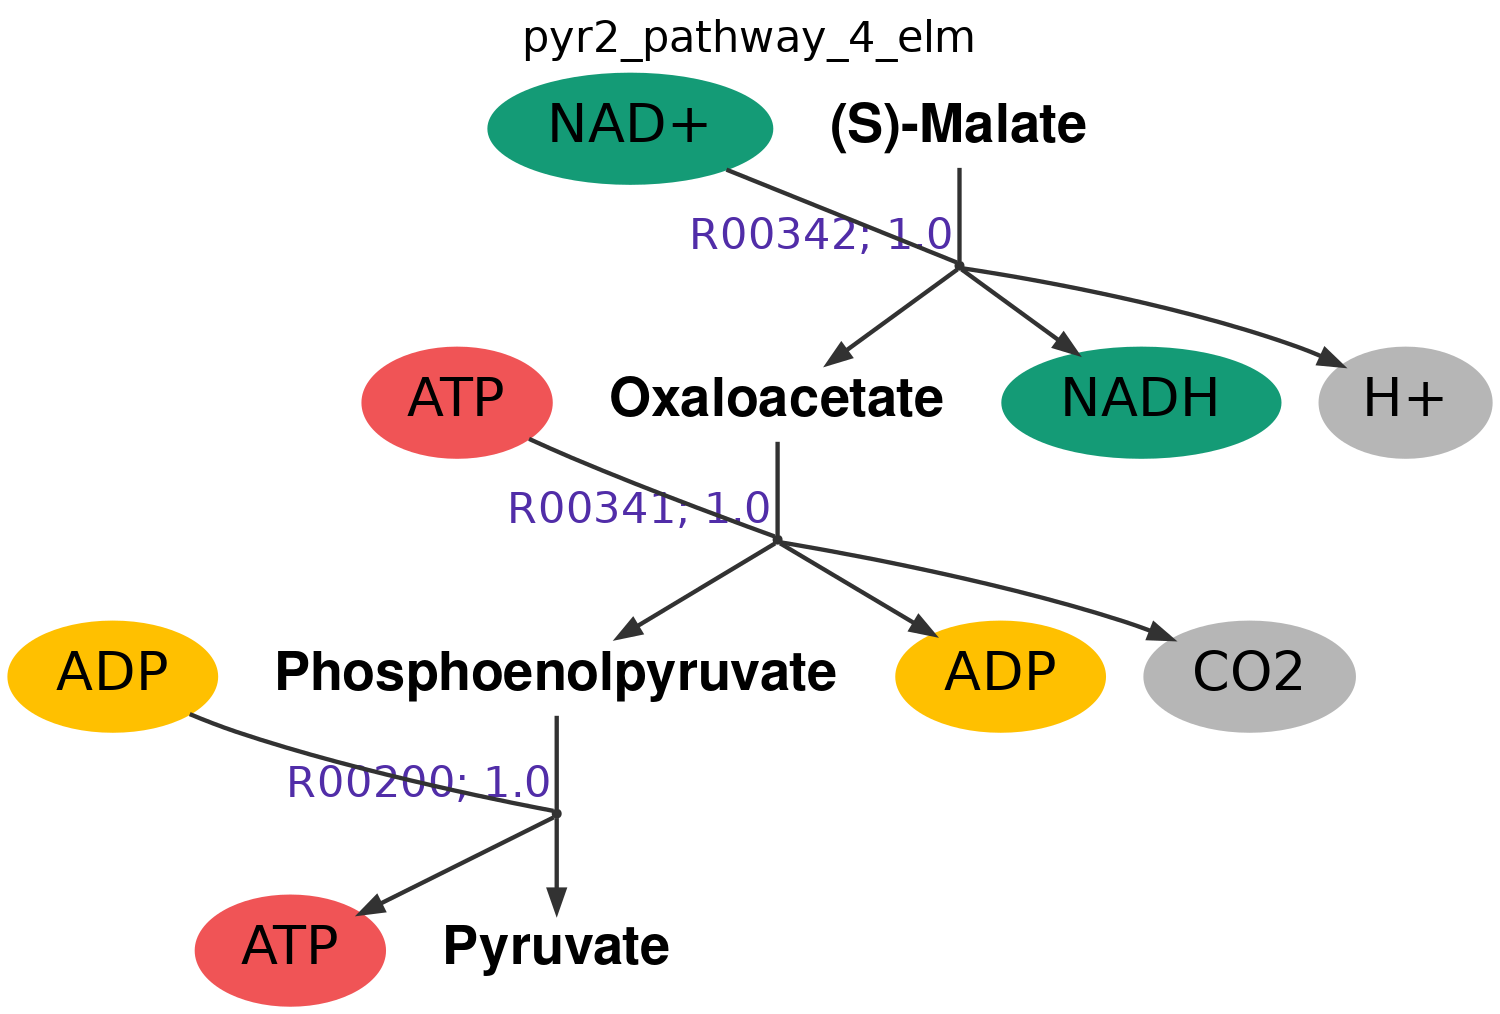 pyr2_pathway_4_elm
NAD+
(S)-Malate
R00342; 1.0
ATP
Oxaloacetate
NADH
H+
R00341; 1.0
ADP
Phosphoenolpyruvate
ADP
CO2
R00200; 1.0
ATP
Pyruvate